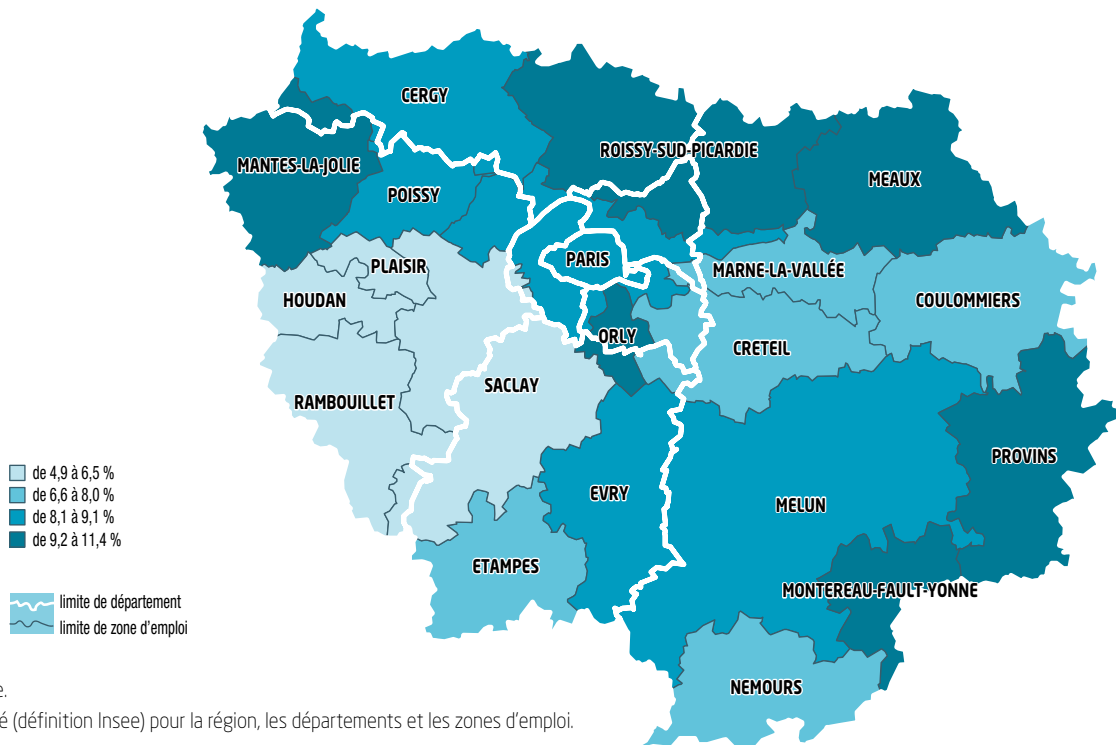 CERGY
ROISSY-SUD-PICARDIE
MANTES-LA-JOLIE
MEAUX
POISSY
PARIS
PLAISIR
MARNE-LA-VALLÉE
HOUDAN
COULOMMIERS
ORLY
CRETEIL
SACLAY
RAMBOUILLET
PROVINS
EVRY
MELUN
ETAMPES
MONTEREAU-FAULT-YONNE
NEMOURS
de 4,9 à 6,5 %
de 6,6 à 8,0 %
de 8,1 à 9,1 %
de 9,2 à 11,4 %
limite de département
limite de zone d'emploi
e.
é (définition Insee) pour la région, les départements et les zones d'emploi.